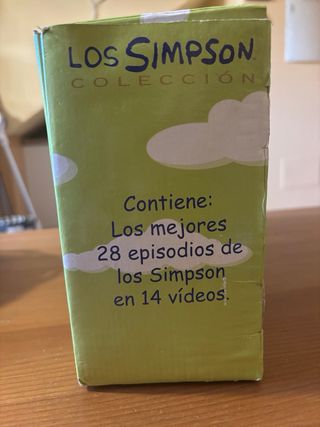 LOS SIMPSON
COLECCIÓN
Contiene:
Los mejores
28 episodios de
los Simpson
en 14 vídeos.